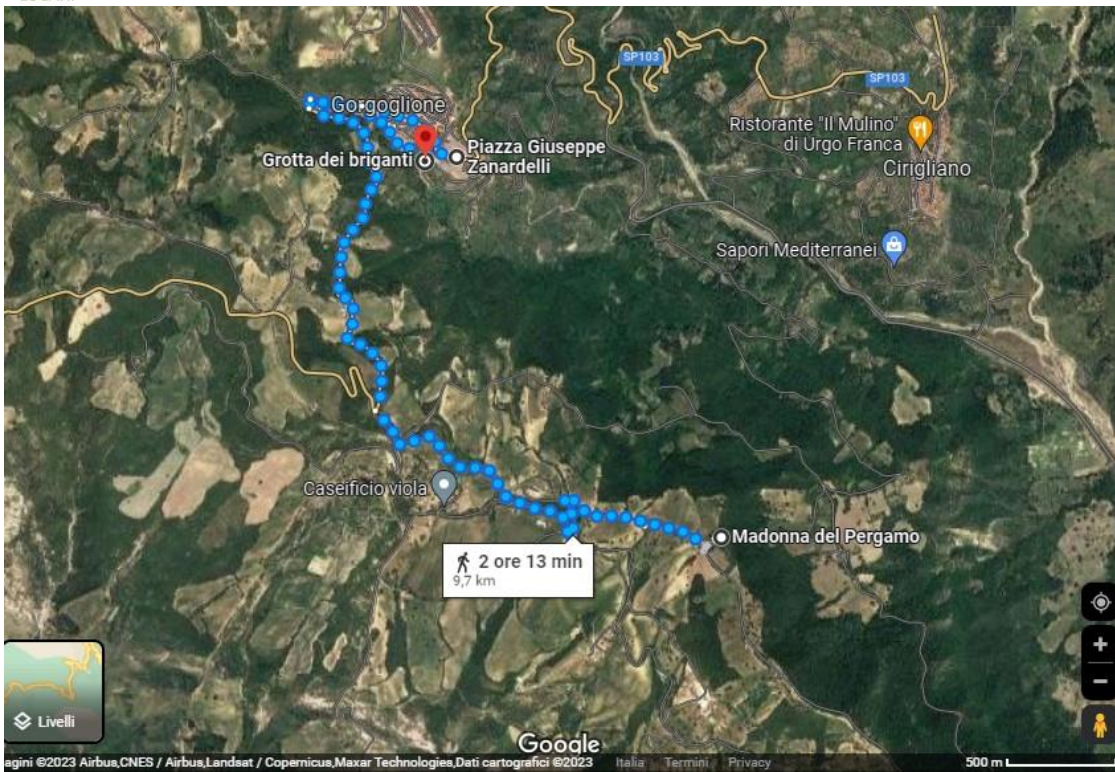 SP103
SP103
Gorgoglione
Ristorante "Il Mulino"
di Urgo Franca
Piazza Giuseppe
Zanardelli
Grotta dei briganti
Cirigliano
Sapori Mediterranei
Caseificio viola
Madonna del Pergamo
2 ore 13 min
9,7 km
Livelli
Google
agini ©2023 Airbus,CNES / Airbus,Landsat / Copernicus,Maxar Technologies,Dati cartografici ©2023 Italia Termini Privacy 500 m